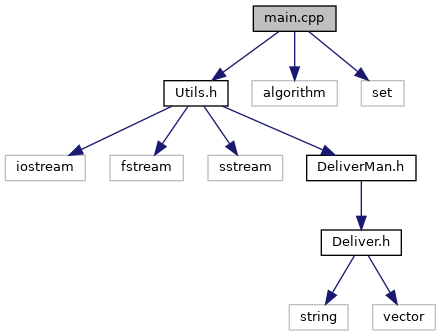 main.cpp
Utils.h
algorithm
set
iostream
fstream
sstream
DeliverMan.h
Deliver.h
string
vector